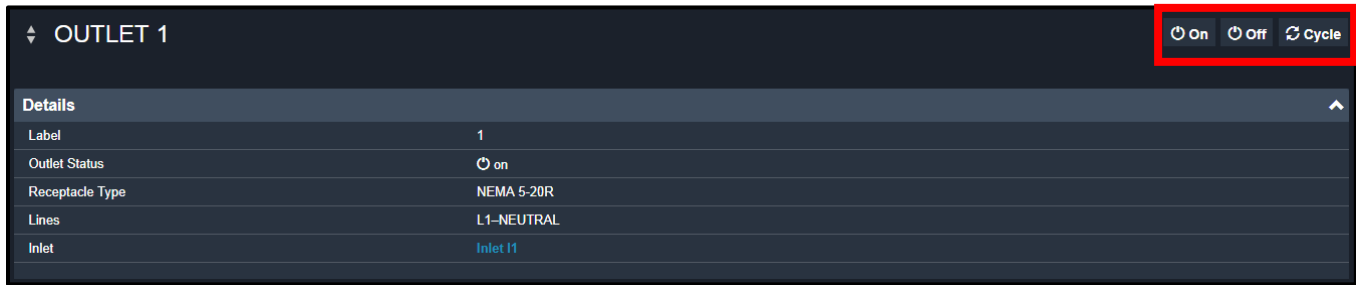 OUTLET 1
On Off Cycle
Details
Label 1
Outlet Status on
Receptacle Type NEMA 5-20R
Lines L1–NEUTRAL
Inlet Inlet I1